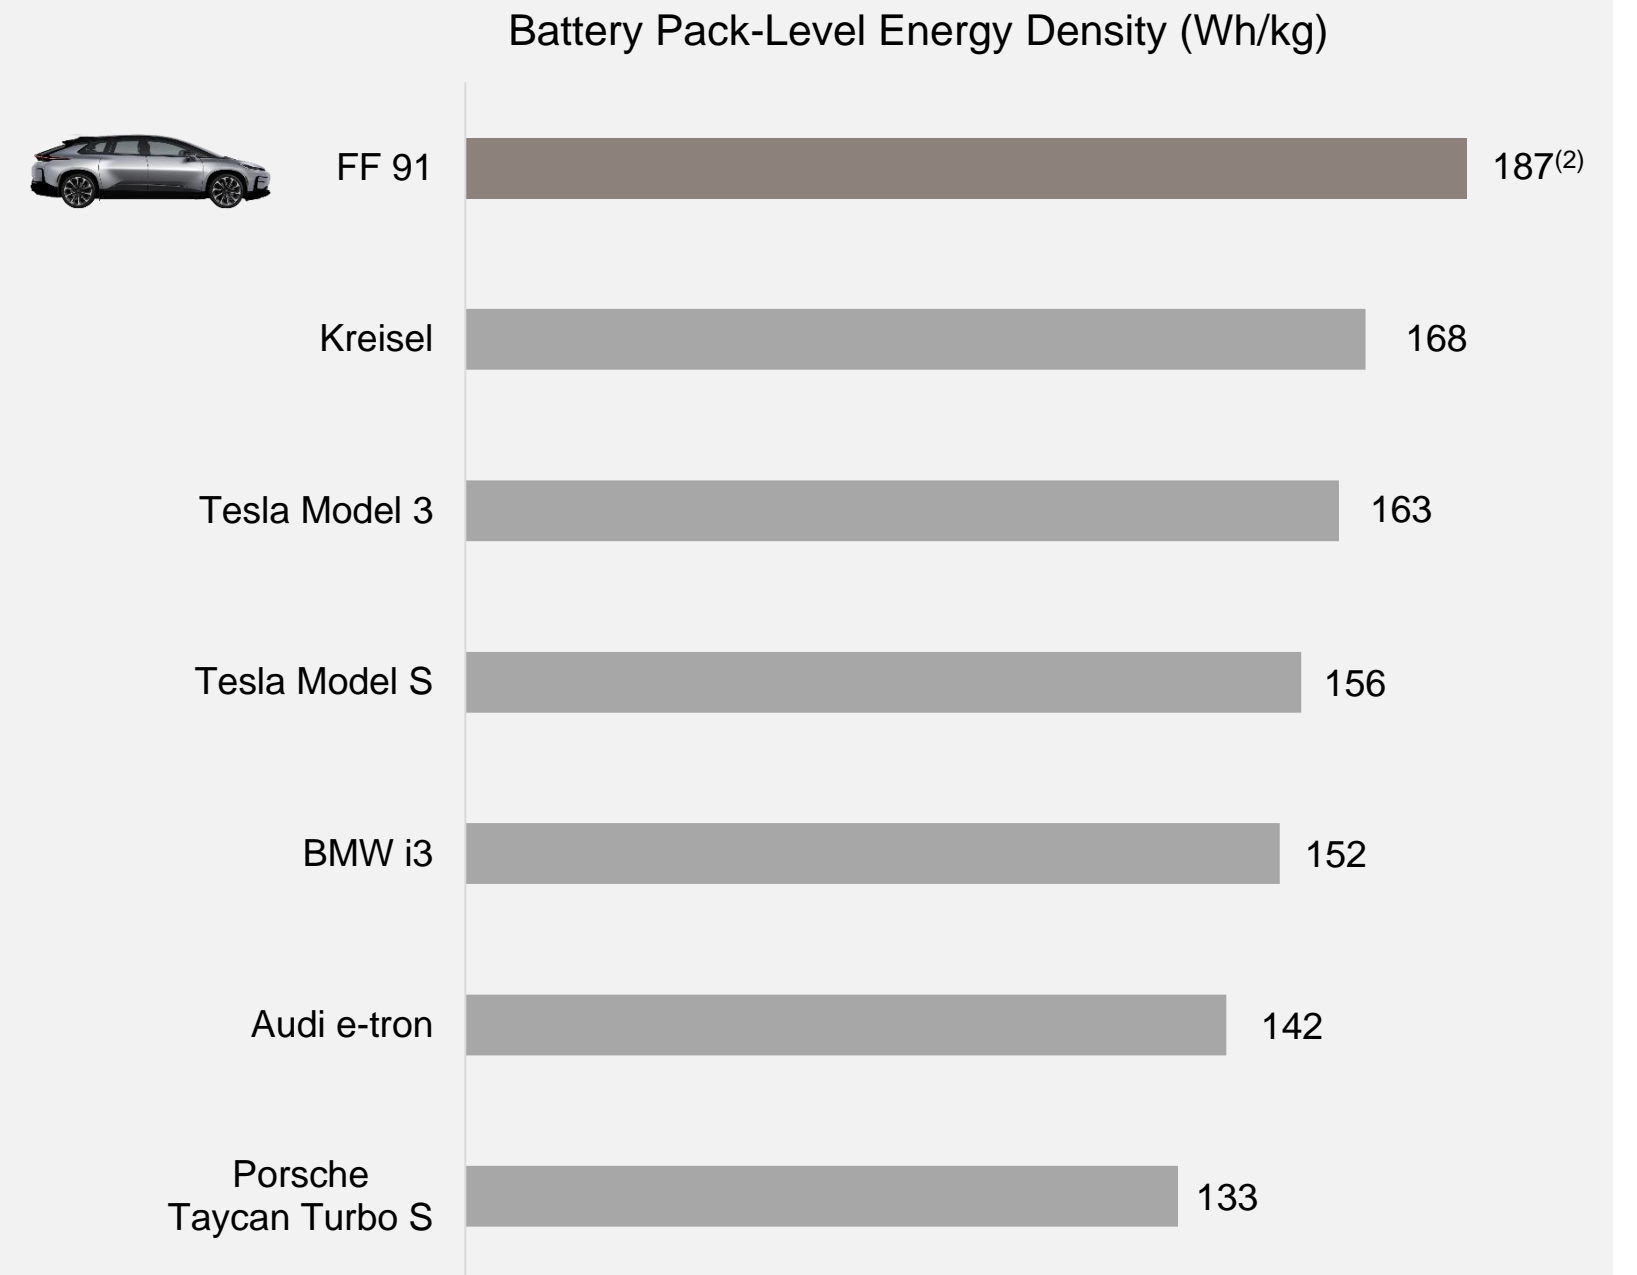 Battery Pack-Level Energy Density (Wh/kg)
FF 91
187(2)
Kreisel
168
Tesla Model 3
163
Tesla Model S
156
BMW i3
152
Audi e-tron
142
Porsche
Taycan Turbo S
133